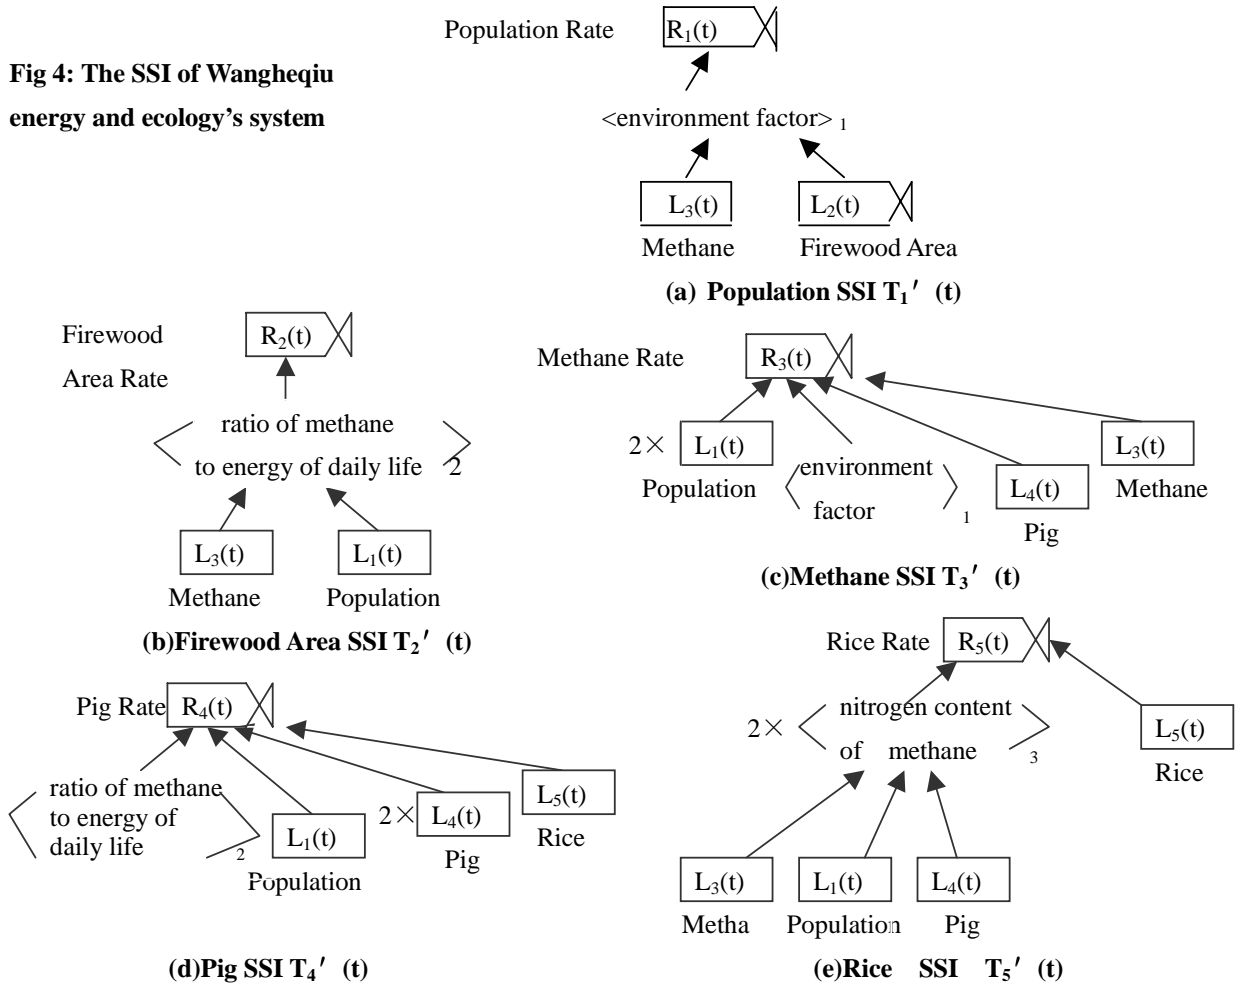 Fig 4: The SSI of Wangheqiu
energy and ecology's system
Population Rate R₁(t)
<environment factor> ₁
L₃(t) L₂(t)
Methane Firewood Area
(a) Population SSI T₁′ (t)
Firewood
Area Rate
R₂(t)
ratio of methane
to energy of daily life 2
L₃(t) L₁(t)
Methane Population
(b)Firewood Area SSI T₂′ (t)
Methane Rate R₃(t)
2× L₁(t)
Population
environment
factor 1
L₄(t)
Pig
L₃(t)
Methane
(c)Methane SSI T₃′ (t)
Pig Rate R₄(t)
ratio of methane
to energy of
daily life 2
L₁(t)
Population
2× L₄(t)
Pig
L₅(t)
Rice
(d)Pig SSI T₄′ (t)
Rice Rate R₅(t)
2× nitrogen content
of methane 3
L₅(t)
Rice
L₃(t) L₁(t) L₄(t)
Metha Population Pig
(e)Rice SSI T₅′ (t)